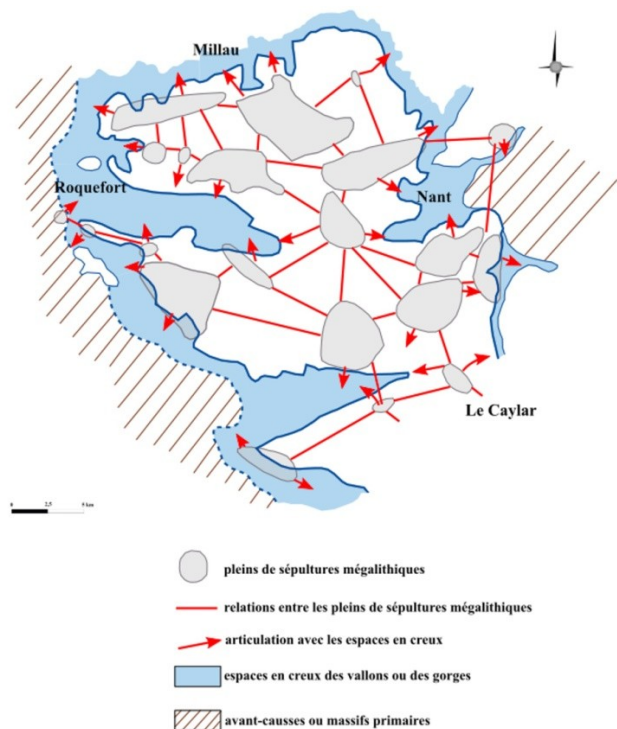 Millau
Roquefort
Nant
Le Caylar
0 2,5 5 km
pleins de sépultures mégalithiques
relations entre les pleins de sépultures mégalithiques
articulation avec les espaces en creux
espaces en creux des vallons ou des gorges
avant-causses ou massifs primaires